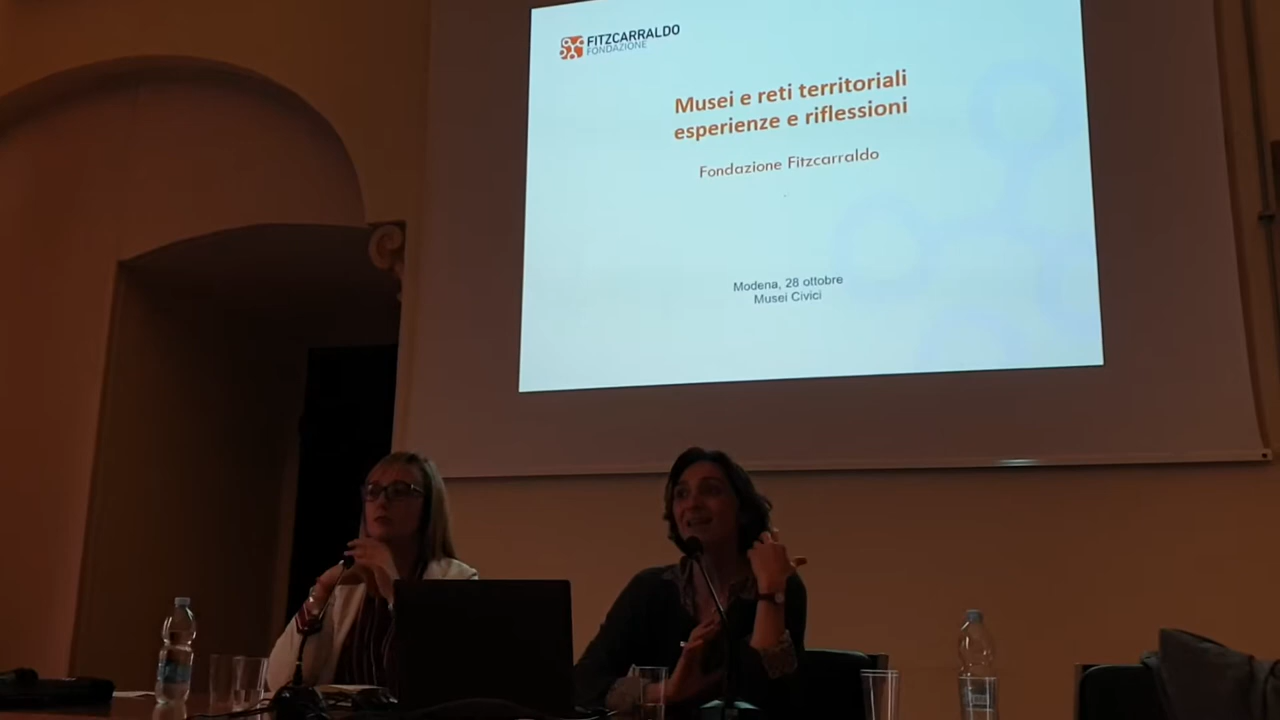 FITZCARRALDO
FONDAZIONE
Musei e reti territoriali
esperienze e riflessioni
Fondazione Fitzcarraldo
Modena, 28 ottobre
Musei Civici